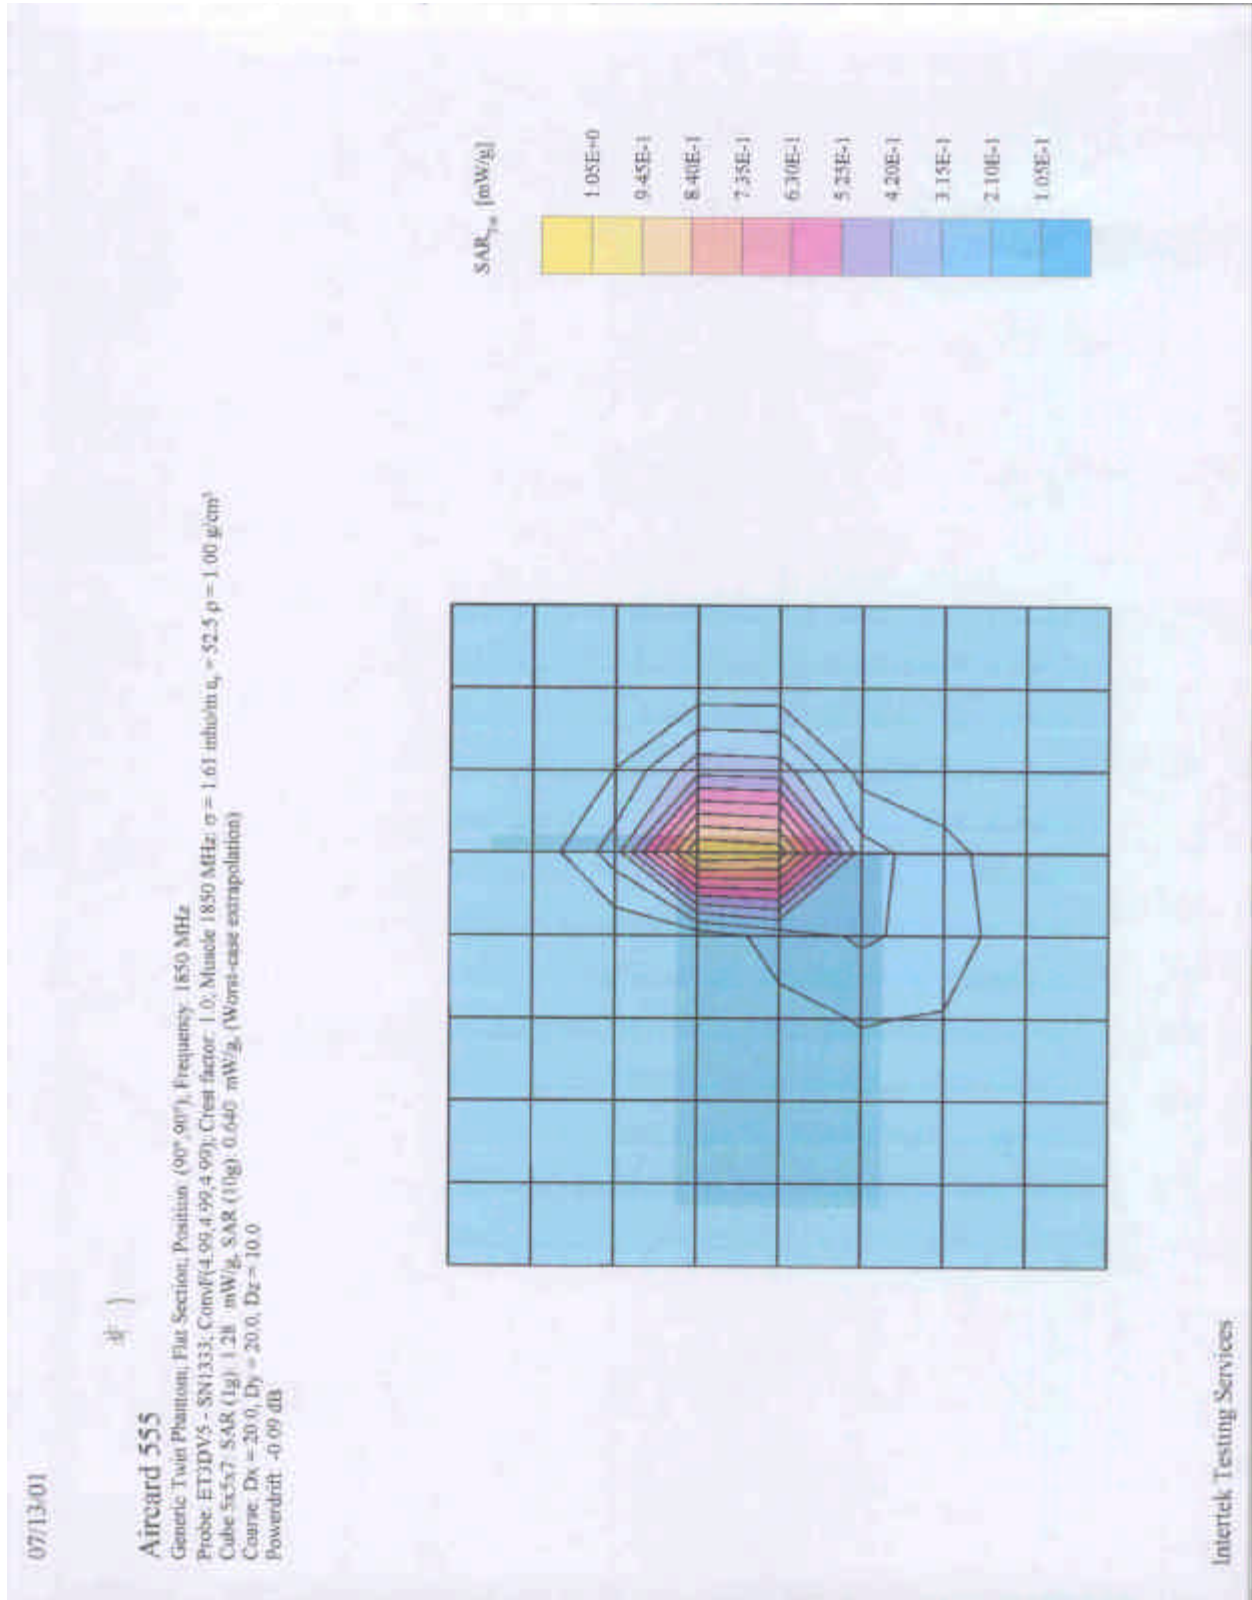 07/13/01
# 1
Aircard 555
Generic Twin Phantom; Flat Section; Position: (90°,90°); Frequency: 1850 MHz
Probe: ET3DV5 - SN1333; ConvF(4.99,4.99,4.99); Crest factor: 1.0; Muscle 1850 MHz: σ = 1.61 mho/m εr = 52.5 ρ = 1.00 g/cm³
Cube 5x5x7: SAR (1g): 1.28 mW/g, SAR (10g): 0.640 mW/g, (Worst-case extrapolation)
Coarse: Dx = 20.0, Dy = 20.0, Dz = 10.0
Powerdrift: -0.09 dB
SAR [mW/g]
1.05E+0
9.45E-1
8.40E-1
7.35E-1
6.30E-1
5.25E-1
4.20E-1
3.15E-1
2.10E-1
1.05E-1
Intertek Testing Services